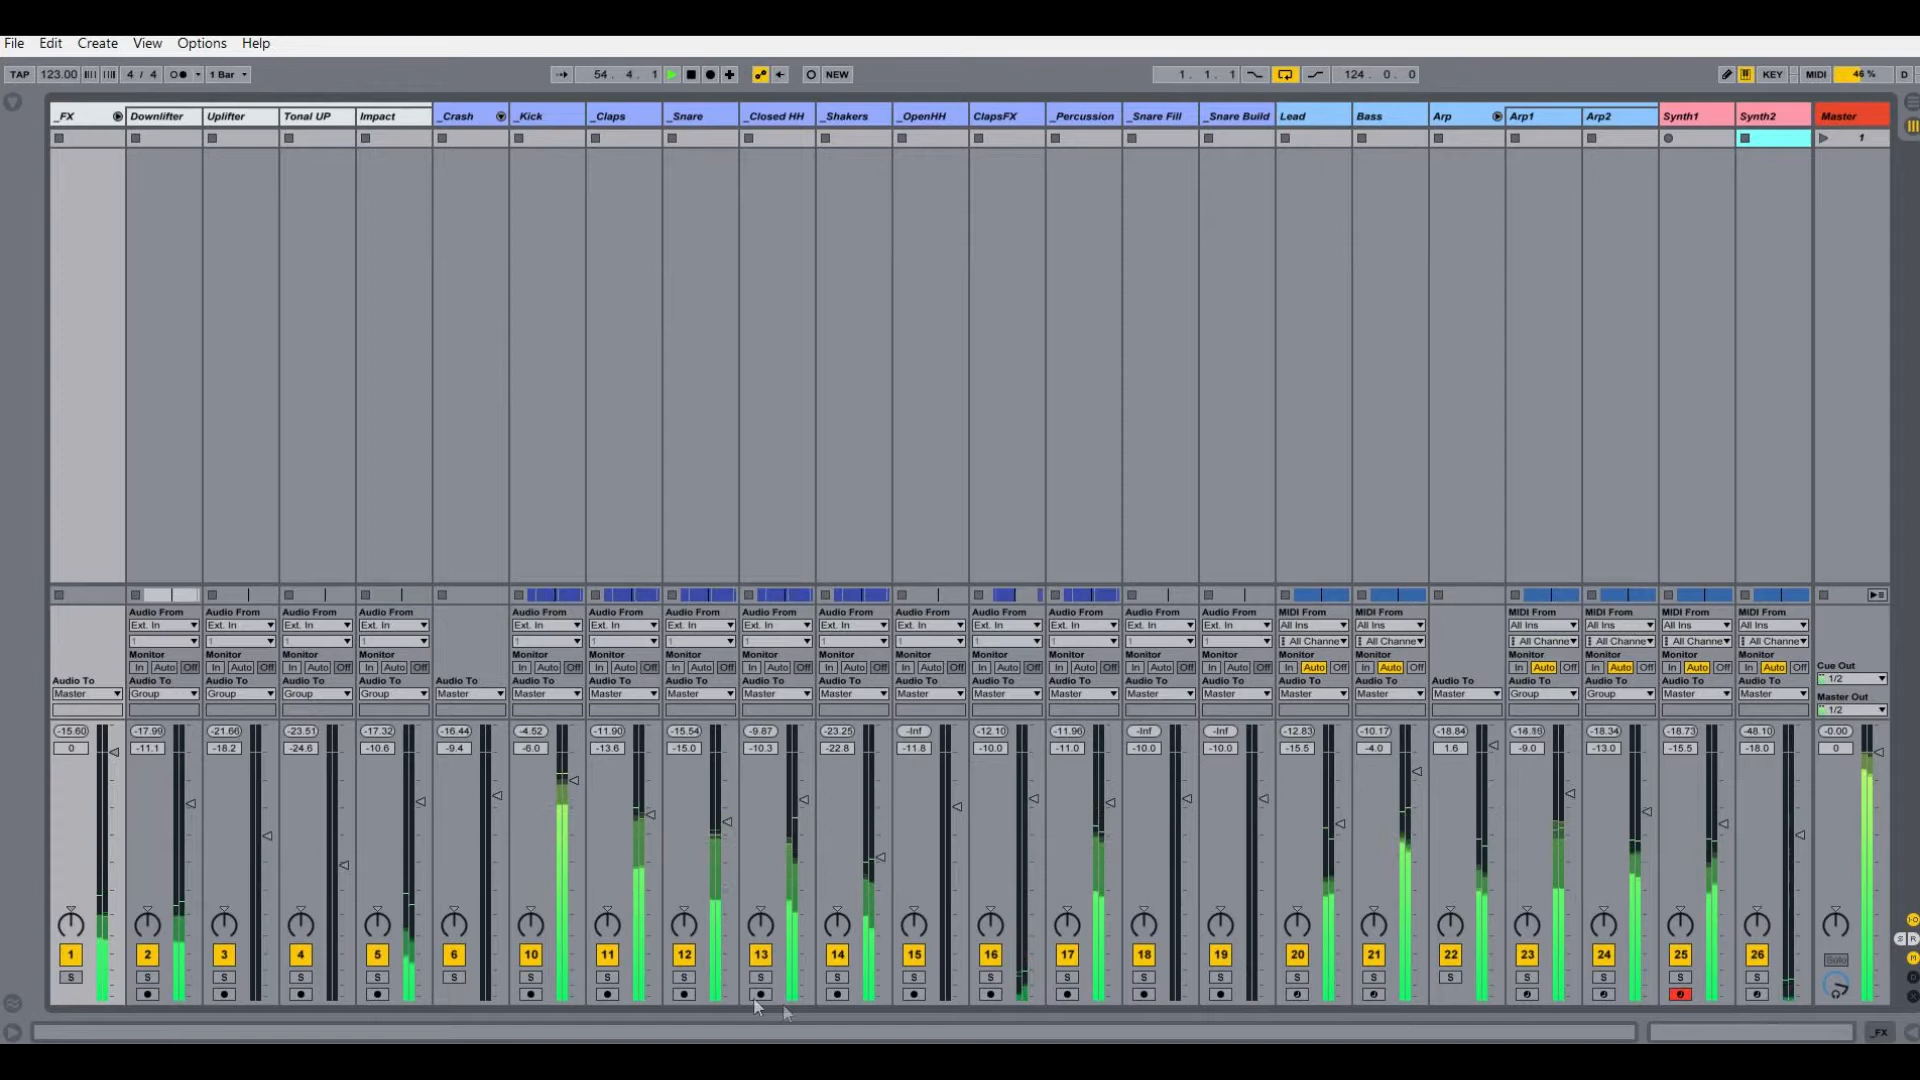 File Edit Create View Options Help
TAP 123.00 4 / 4 1 Bar 54 . 4 . 1 NEW 1 . 1 . 1 124 . 0 . 0 KEY MIDI 46 % D
_FX Downlifter Uplifter Tonal UP Impact _Crash _Kick _Claps _Snare _Closed HH _Shakers _OpenHH ClapsFX _Percussion _Snare Fill _Snare Build Lead Bass Arp Arp1 Arp2 Synth1 Synth2 Master
1
Audio From Audio From Audio From Audio From Audio From Audio From Audio From Audio From Audio From Audio From Audio From Audio From Audio From Audio From MIDI From MIDI From MIDI From MIDI From MIDI From MIDI From
Ext. In Ext. In Ext. In Ext. In Ext. In Ext. In Ext. In Ext. In Ext. In Ext. In Ext. In Ext. In Ext. In Ext. In All Ins All Ins All Ins All Ins All Ins All Ins
1 1 1 1 1 1 1 1 1 1 1 1 1 1 All Channe All Channe All Channe All Channe All Channe All Channe
Monitor Monitor Monitor Monitor Monitor Monitor Monitor Monitor Monitor Monitor Monitor Monitor Monitor Monitor Monitor Monitor Monitor Monitor Monitor Monitor
In Auto Off In Auto Off In Auto Off In Auto Off In Auto Off In Auto Off In Auto Off In Auto Off In Auto Off In Auto Off In Auto Off In Auto Off In Auto Off In Auto Off In Auto Off In Auto Off In Auto Off In Auto Off In Auto Off In Auto Off Cue Out
Audio To Audio To Audio To Audio To Audio To Audio To Audio To Audio To Audio To Audio To Audio To Audio To Audio To Audio To Audio To Audio To Audio To Audio To Audio To Audio To Audio To Audio To Audio To 1/2
Master Group Group Group Group Master Master Master Master Master Master Master Master Master Master Master Master Master Master Group Group Master Master Master Out
1/2
-15.60 -17.99 -21.66 -23.51 -17.32 -16.44 -4.52 -11.90 -15.54 -9.87 -23.25 -Inf -12.10 -11.96 -Inf -Inf -12.83 -10.17 -18.84 -18.34 -18.73 -48.10 -0.00
0 -11.1 -18.2 -24.6 -10.6 -9.4 -6.0 -13.6 -15.0 -10.3 -22.8 -11.8 -10.0 -11.0 -10.0 -10.0 -15.5 -4.0 1.6 -9.0 -13.0 -15.5 -18.0 0
1 2 3 4 5 6 10 11 12 13 14 15 16 17 18 19 20 21 22 23 24 25 26 Solo
S S S S S S S S S S S S S S S S S S S S S S S
I·O
S R
M
D
X
_FX